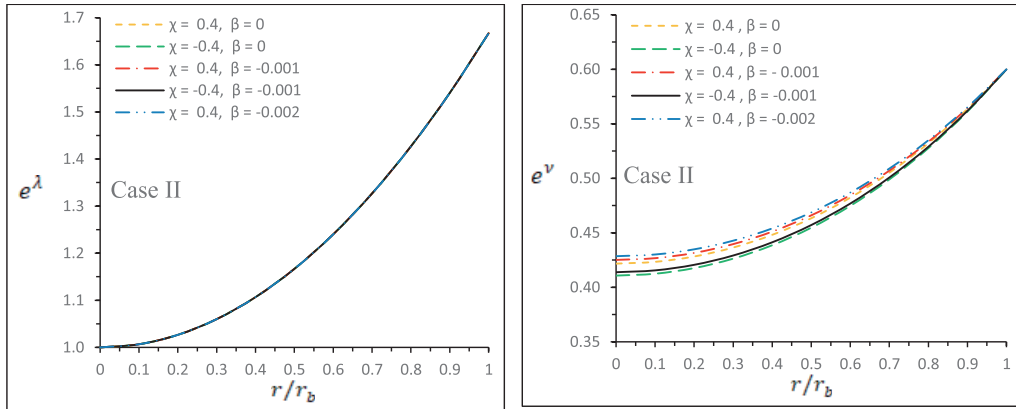 1.7
1.6
1.5
1.4
1.3
1.2
1.1
1.0
e^λ
χ = 0.4, β = 0
χ = -0.4, β = 0
χ = 0.4, β = -0.001
χ = -0.4, β = -0.001
χ = 0.4, β = -0.002
Case II
0 0.1 0.2 0.3 0.4 0.5 0.6 0.7 0.8 0.9 1
r/r_b
0.65
0.60
0.55
0.50
0.45
0.40
0.35
e^ν
χ = 0.4 , β = 0
χ = -0.4 , β = 0
χ = 0.4 , β = - 0.001
χ = -0.4 , β = -0.001
χ = 0.4 , β = -0.002
Case II
0 0.1 0.2 0.3 0.4 0.5 0.6 0.7 0.8 0.9 1
r/r_b